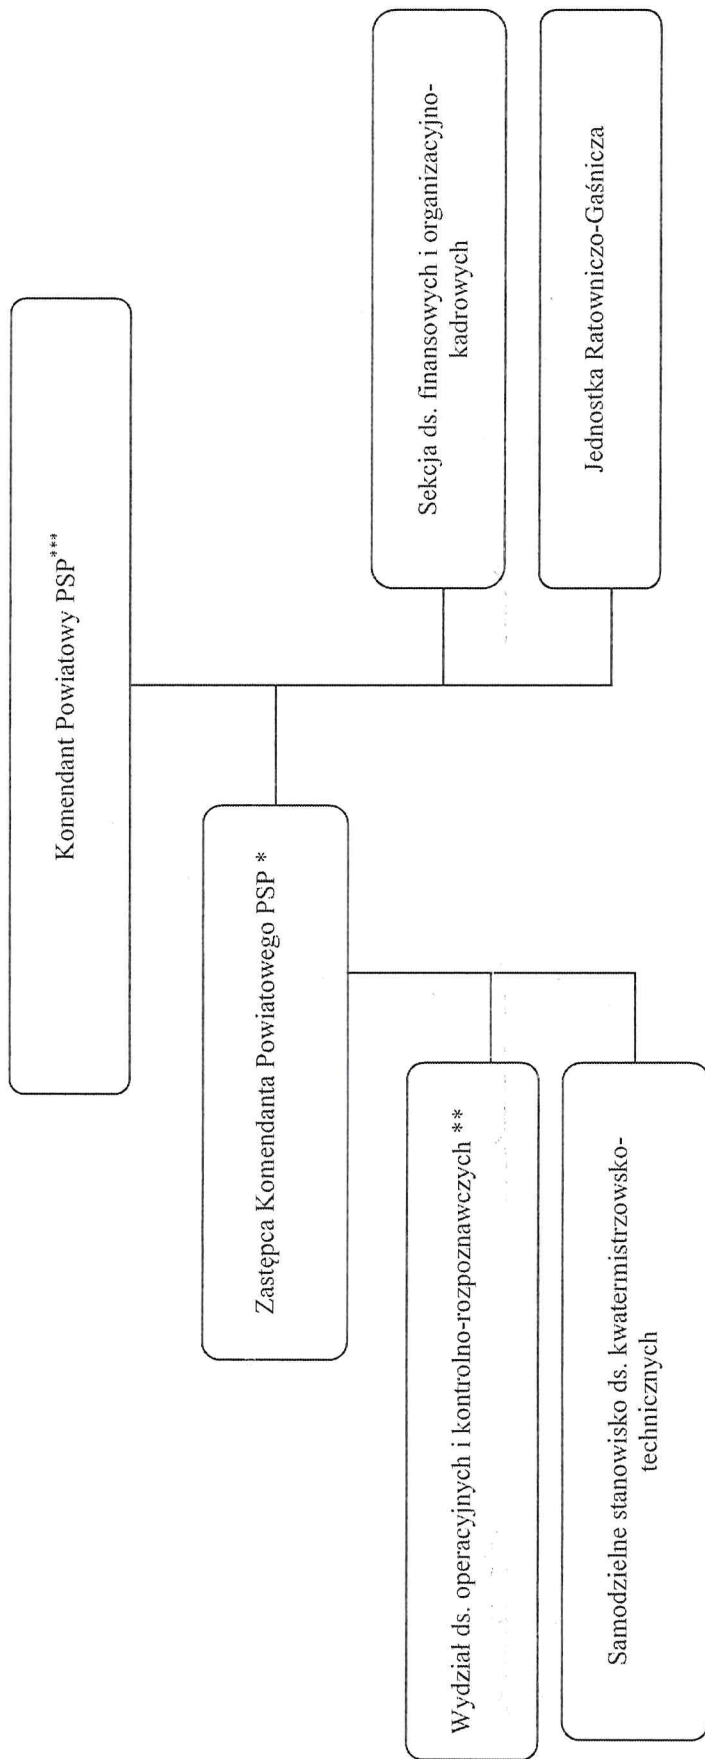 Komendant Powiatowy PSP***
Zastępca Komendanta Powiatowego PSP *
Wydział ds. operacyjnych i kontrolno-rozpoznawczych **
Samodzielne stanowisko ds. kwatermistrzowsko-
technicznych
Sekcja ds. finansowych i organizacyjno-
kadrowych
Jednostka Ratowniczo-Gaśnicza